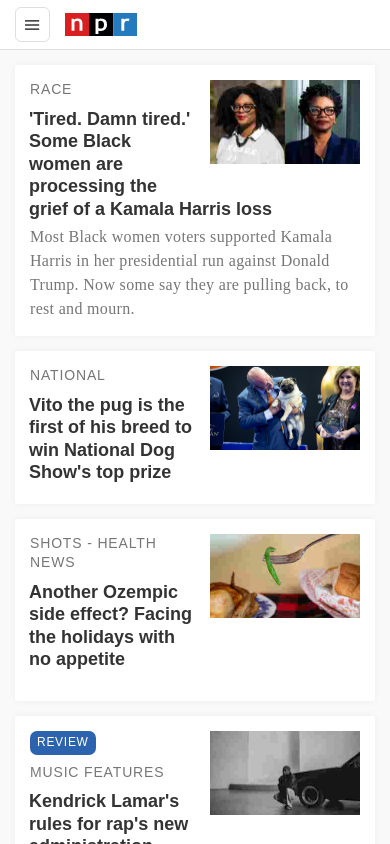 npr
RACE
'Tired. Damn tired.'
Some Black
women are
processing the
grief of a Kamala Harris loss
Most Black women voters supported Kamala
Harris in her presidential run against Donald
Trump. Now some say they are pulling back, to
rest and mourn.
NATIONAL
Vito the pug is the
first of his breed to
win National Dog
Show's top prize
SHOTS - HEALTH
NEWS
Another Ozempic
side effect? Facing
the holidays with
no appetite
REVIEW
MUSIC FEATURES
Kendrick Lamar's
rules for rap's new
administration